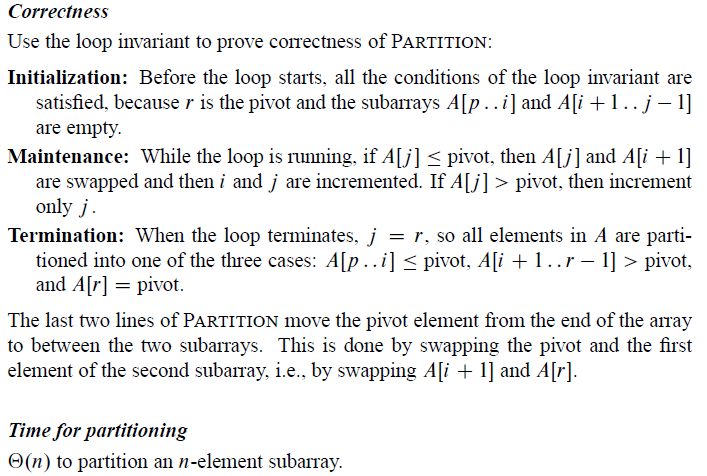 Correctness
Use the loop invariant to prove correctness of PARTITION:
Initialization: Before the loop starts, all the conditions of the loop invariant are
satisfied, because r is the pivot and the subarrays A[p . . i] and A[i + 1 . . j − 1]
are empty.
Maintenance: While the loop is running, if A[j] ≤ pivot, then A[j] and A[i + 1]
are swapped and then i and j are incremented. If A[j] > pivot, then increment
only j.
Termination: When the loop terminates, j = r, so all elements in A are parti-
tioned into one of the three cases: A[p . . i] ≤ pivot, A[i + 1 . . r − 1] > pivot,
and A[r] = pivot.
The last two lines of PARTITION move the pivot element from the end of the array
to between the two subarrays. This is done by swapping the pivot and the first
element of the second subarray, i.e., by swapping A[i + 1] and A[r].
Time for partitioning
Θ(n) to partition an n-element subarray.